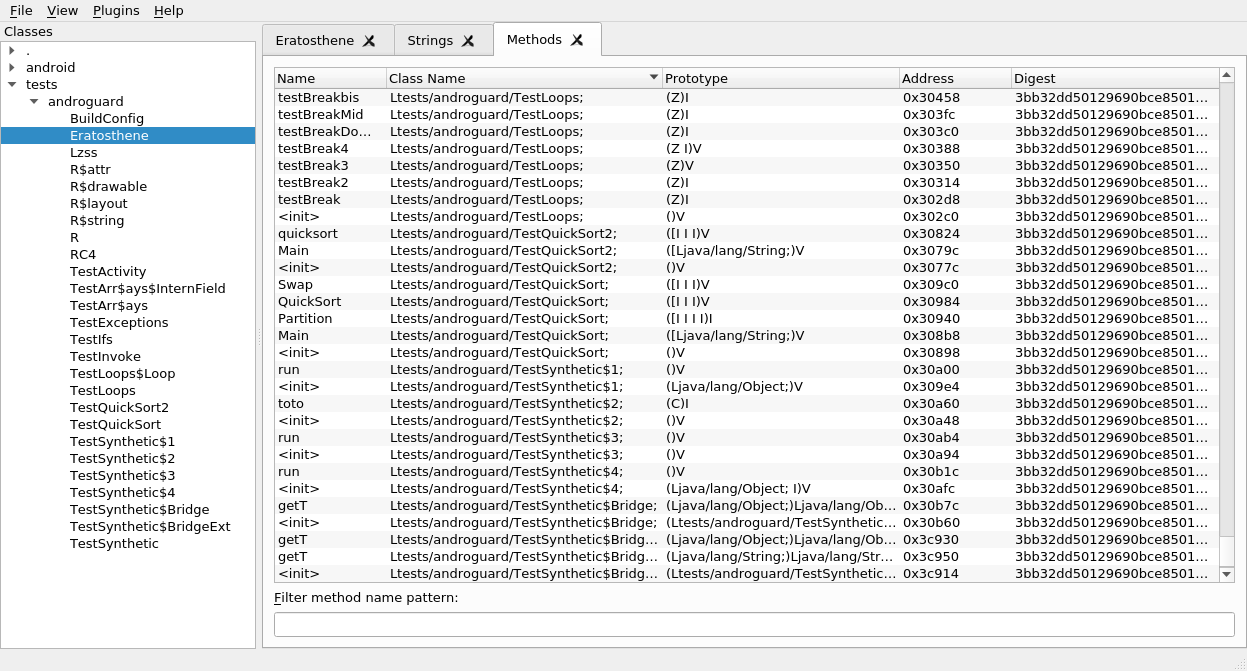 File View Plugins Help
Classes
.
android
tests
androguard
BuildConfig
Eratosthene
Lzss
R$attr
R$drawable
R$layout
R$string
R
RC4
TestActivity
TestArr$ays$InternField
TestArr$ays
TestExceptions
TestIfs
TestInvoke
TestLoops$Loop
TestLoops
TestQuickSort2
TestQuickSort
TestSynthetic$1
TestSynthetic$2
TestSynthetic$3
TestSynthetic$4
TestSynthetic$Bridge
TestSynthetic$BridgeExt
TestSynthetic
Eratosthene Strings Methods
Name Class Name Prototype Address Digest
testBreakbis Ltests/androguard/TestLoops; (Z)I 0x30458 3bb32dd50129690bce8501...
testBreakMid Ltests/androguard/TestLoops; (Z)I 0x303fc 3bb32dd50129690bce8501...
testBreakDo... Ltests/androguard/TestLoops; (Z)I 0x303c0 3bb32dd50129690bce8501...
testBreak4 Ltests/androguard/TestLoops; (Z I)V 0x30388 3bb32dd50129690bce8501...
testBreak3 Ltests/androguard/TestLoops; (Z)V 0x30350 3bb32dd50129690bce8501...
testBreak2 Ltests/androguard/TestLoops; (Z)I 0x30314 3bb32dd50129690bce8501...
testBreak Ltests/androguard/TestLoops; (Z)I 0x302d8 3bb32dd50129690bce8501...
<init> Ltests/androguard/TestLoops; ()V 0x302c0 3bb32dd50129690bce8501...
quicksort Ltests/androguard/TestQuickSort2; ([I I I)V 0x30824 3bb32dd50129690bce8501...
Main Ltests/androguard/TestQuickSort2; ([Ljava/lang/String;)V 0x3079c 3bb32dd50129690bce8501...
<init> Ltests/androguard/TestQuickSort2; ()V 0x3077c 3bb32dd50129690bce8501...
Swap Ltests/androguard/TestQuickSort; ([I I I)V 0x309c0 3bb32dd50129690bce8501...
QuickSort Ltests/androguard/TestQuickSort; ([I I I)V 0x30984 3bb32dd50129690bce8501...
Partition Ltests/androguard/TestQuickSort; ([I I I I)I 0x30940 3bb32dd50129690bce8501...
Main Ltests/androguard/TestQuickSort; ([Ljava/lang/String;)V 0x308b8 3bb32dd50129690bce8501...
<init> Ltests/androguard/TestQuickSort; ()V 0x30898 3bb32dd50129690bce8501...
run Ltests/androguard/TestSynthetic$1; ()V 0x30a00 3bb32dd50129690bce8501...
<init> Ltests/androguard/TestSynthetic$1; (Ljava/lang/Object;)V 0x309e4 3bb32dd50129690bce8501...
toto Ltests/androguard/TestSynthetic$2; (C)I 0x30a60 3bb32dd50129690bce8501...
<init> Ltests/androguard/TestSynthetic$2; ()V 0x30a48 3bb32dd50129690bce8501...
run Ltests/androguard/TestSynthetic$3; ()V 0x30ab4 3bb32dd50129690bce8501...
<init> Ltests/androguard/TestSynthetic$3; ()V 0x30a94 3bb32dd50129690bce8501...
run Ltests/androguard/TestSynthetic$4; ()V 0x30b1c 3bb32dd50129690bce8501...
<init> Ltests/androguard/TestSynthetic$4; (Ljava/lang/Object; I)V 0x30afc 3bb32dd50129690bce8501...
getT Ltests/androguard/TestSynthetic$Bridge; (Ljava/lang/Object;)Ljava/lang/Ob... 0x30b7c 3bb32dd50129690bce8501...
<init> Ltests/androguard/TestSynthetic$Bridge; (Ltests/androguard/TestSynthetic... 0x30b60 3bb32dd50129690bce8501...
getT Ltests/androguard/TestSynthetic$Bridg... (Ljava/lang/Object;)Ljava/lang/Ob... 0x3c930 3bb32dd50129690bce8501...
getT Ltests/androguard/TestSynthetic$Bridg... (Ljava/lang/String;)Ljava/lang/Str... 0x3c950 3bb32dd50129690bce8501...
<init> Ltests/androguard/TestSynthetic$Bridg... (Ltests/androguard/TestSynthetic... 0x3c914 3bb32dd50129690bce8501...
Filter method name pattern: